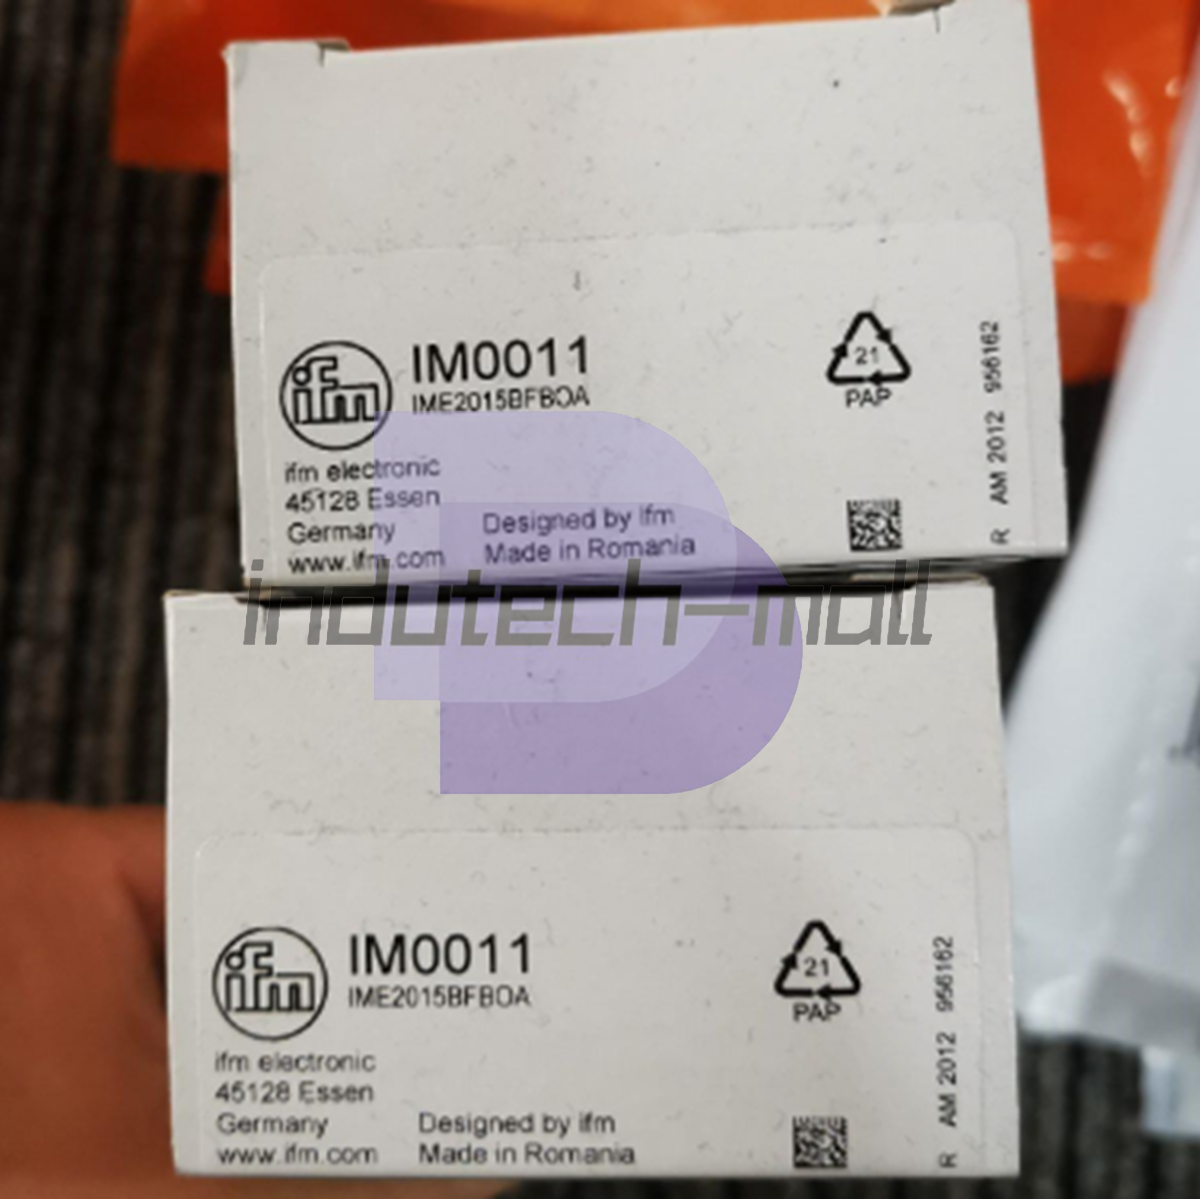 ifm
IM0011
IME2015BFBOA
21
PAP
ifm electronic
45128 Essen
Germany
www.ifm.com
Designed by ifm
Made in Romania
R AM 2012 956162
indutech-mall
ifm
IM0011
IME2015BFBOA
21
PAP
ifm electronic
45128 Essen
Germany
www.ifm.com
Designed by ifm
Made in Romania
R AM 2012 956162